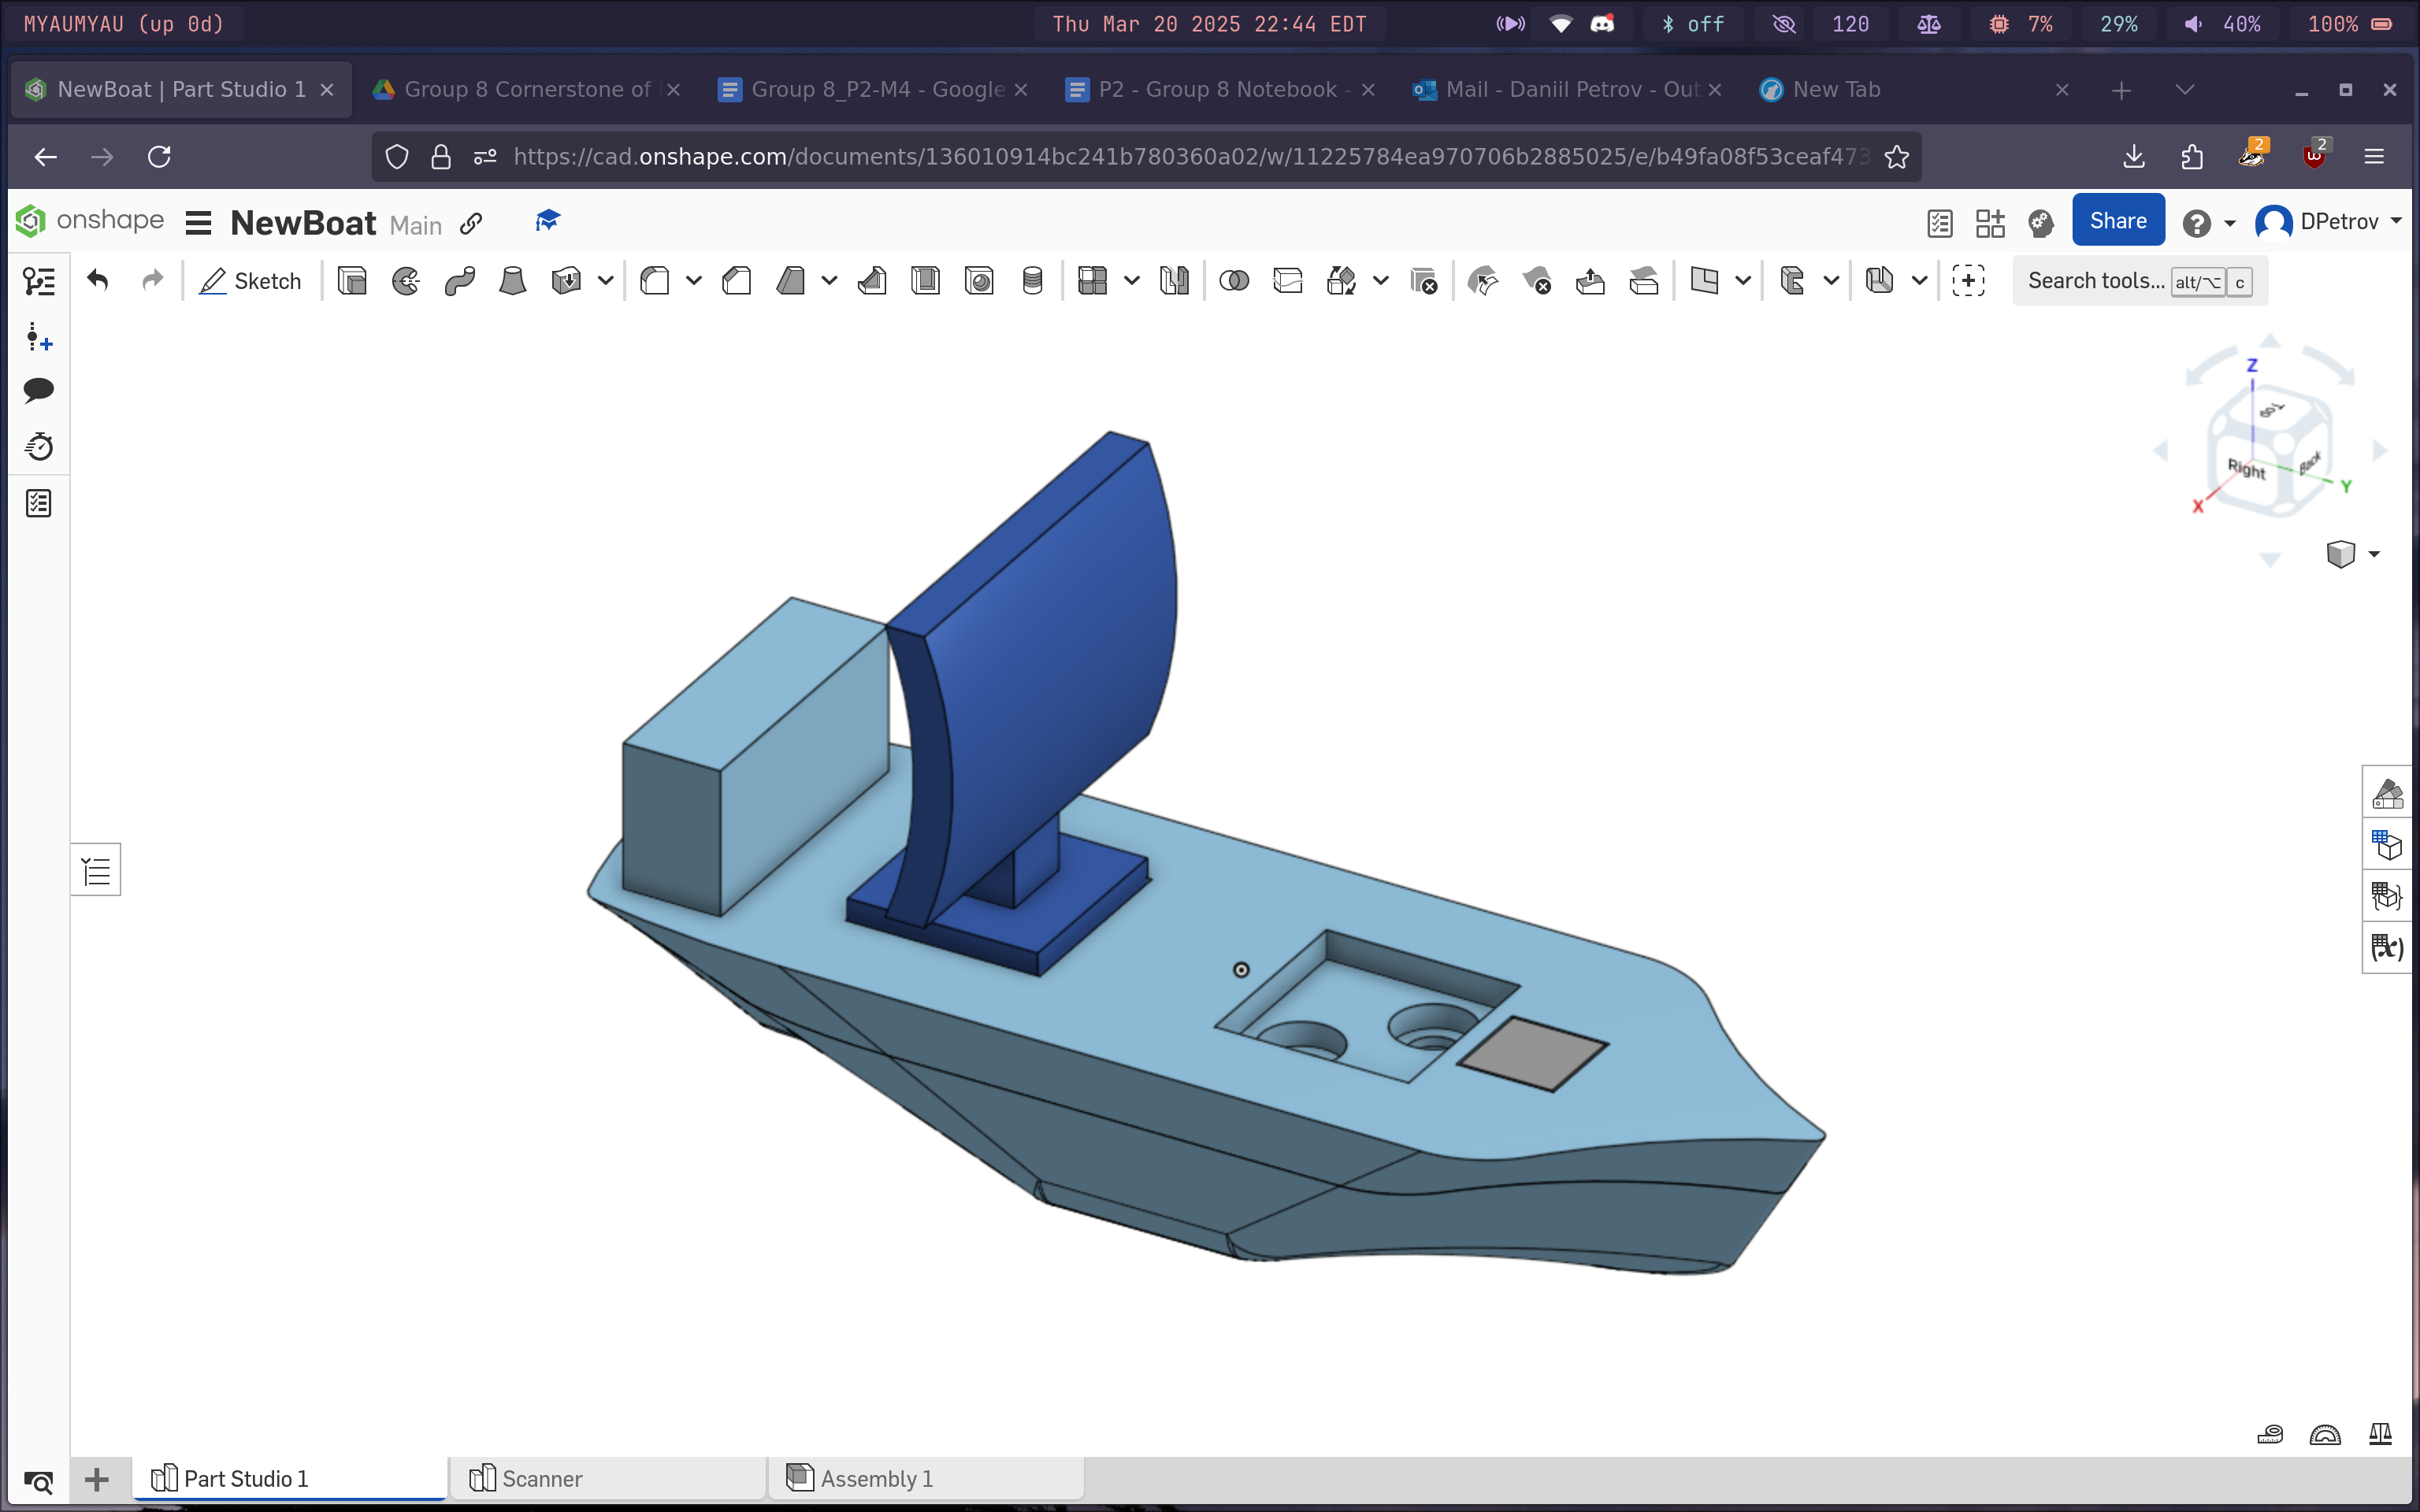 MYAUMYAU (up 0d) Thu Mar 20 2025 22:44 EDT off 120 7% 29% 40% 100%
NewBoat | Part Studio 1 Group 8 Cornerstone of Group 8_P2-M4 - Google P2 - Group 8 Notebook - Mail - Daniil Petrov - Out New Tab
https://cad.onshape.com/documents/136010914bc241b780360a02/w/11225784ea970706b2885025/e/b49fa08f53ceaf473 2 2
onshape NewBoat Main Share DPetrov
Sketch Search tools... alt/⌥ c
Z
Top
Right Back
X Y
(x)
Part Studio 1 Scanner Assembly 1